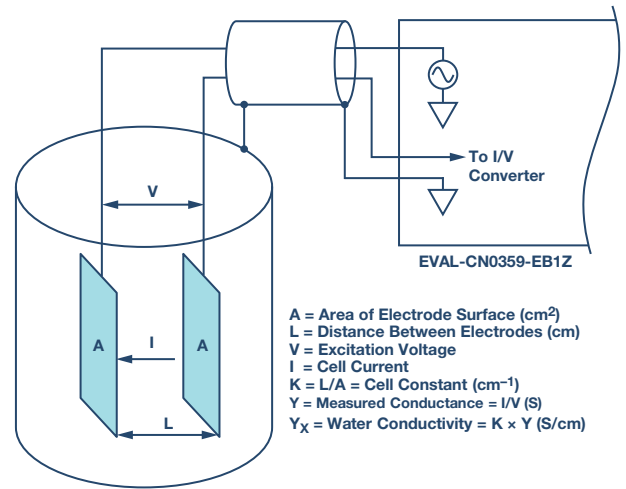 To I/V
Converter
V
EVAL-CN0359-EB1Z
A
I
A
L
A = Area of Electrode Surface (cm²)
L = Distance Between Electrodes (cm)
V = Excitation Voltage
I = Cell Current
K = L/A = Cell Constant (cm⁻¹)
Y = Measured Conductance = I/V (S)
Yₓ = Water Conductivity = K × Y (S/cm)